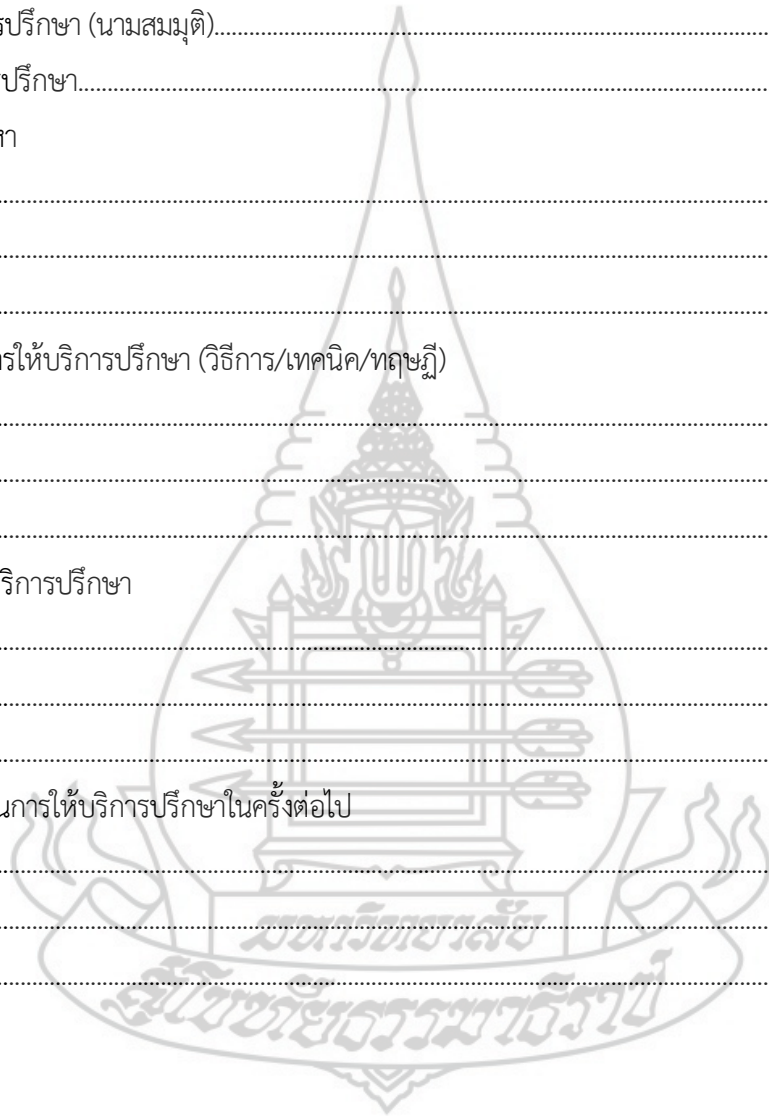 รปรึกษา (นามสมมุติ)....................................................................................................
รปรึกษา....................................................................................................
หา
....................................................................................................
....................................................................................................
....................................................................................................
รให้บริการปรึกษา (วิธีการ/เทคนิค/ทฤษฎี)
....................................................................................................
....................................................................................................
....................................................................................................
ริการปรึกษา
....................................................................................................
....................................................................................................
....................................................................................................
นการให้บริการปรึกษาในครั้งต่อไป
....................................................................................................
มหาวิทยาลัย
....................................................................................................
สุโขทัยธรรมาธิราช
....................................................................................................